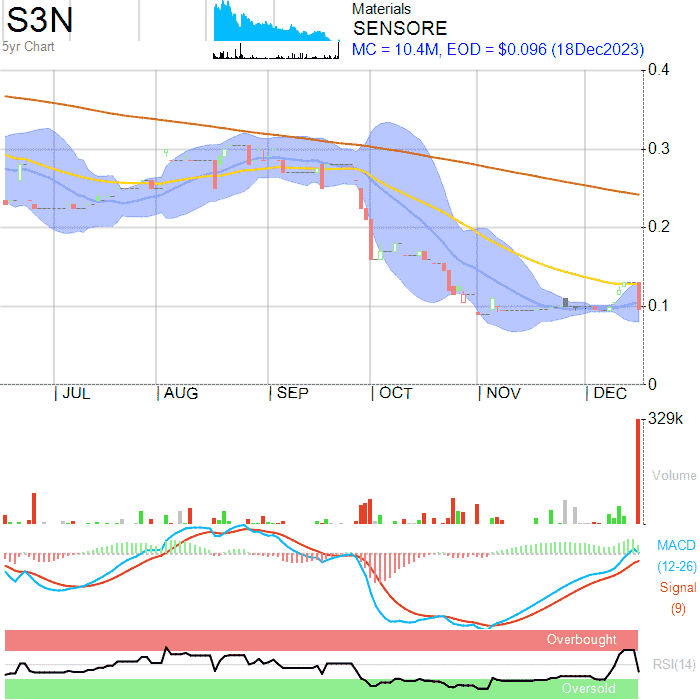 S3N
5yr Chart
Materials
SENSORE
MC = 10.4M, EOD = $0.096 (18Dec2023)
0.4
0.3
0.2
0.1
0
JUL AUG SEP OCT NOV DEC
329k
Volume
MACD
(12-26)
Signal
(9)
Overbought
RSI(14)
Oversold